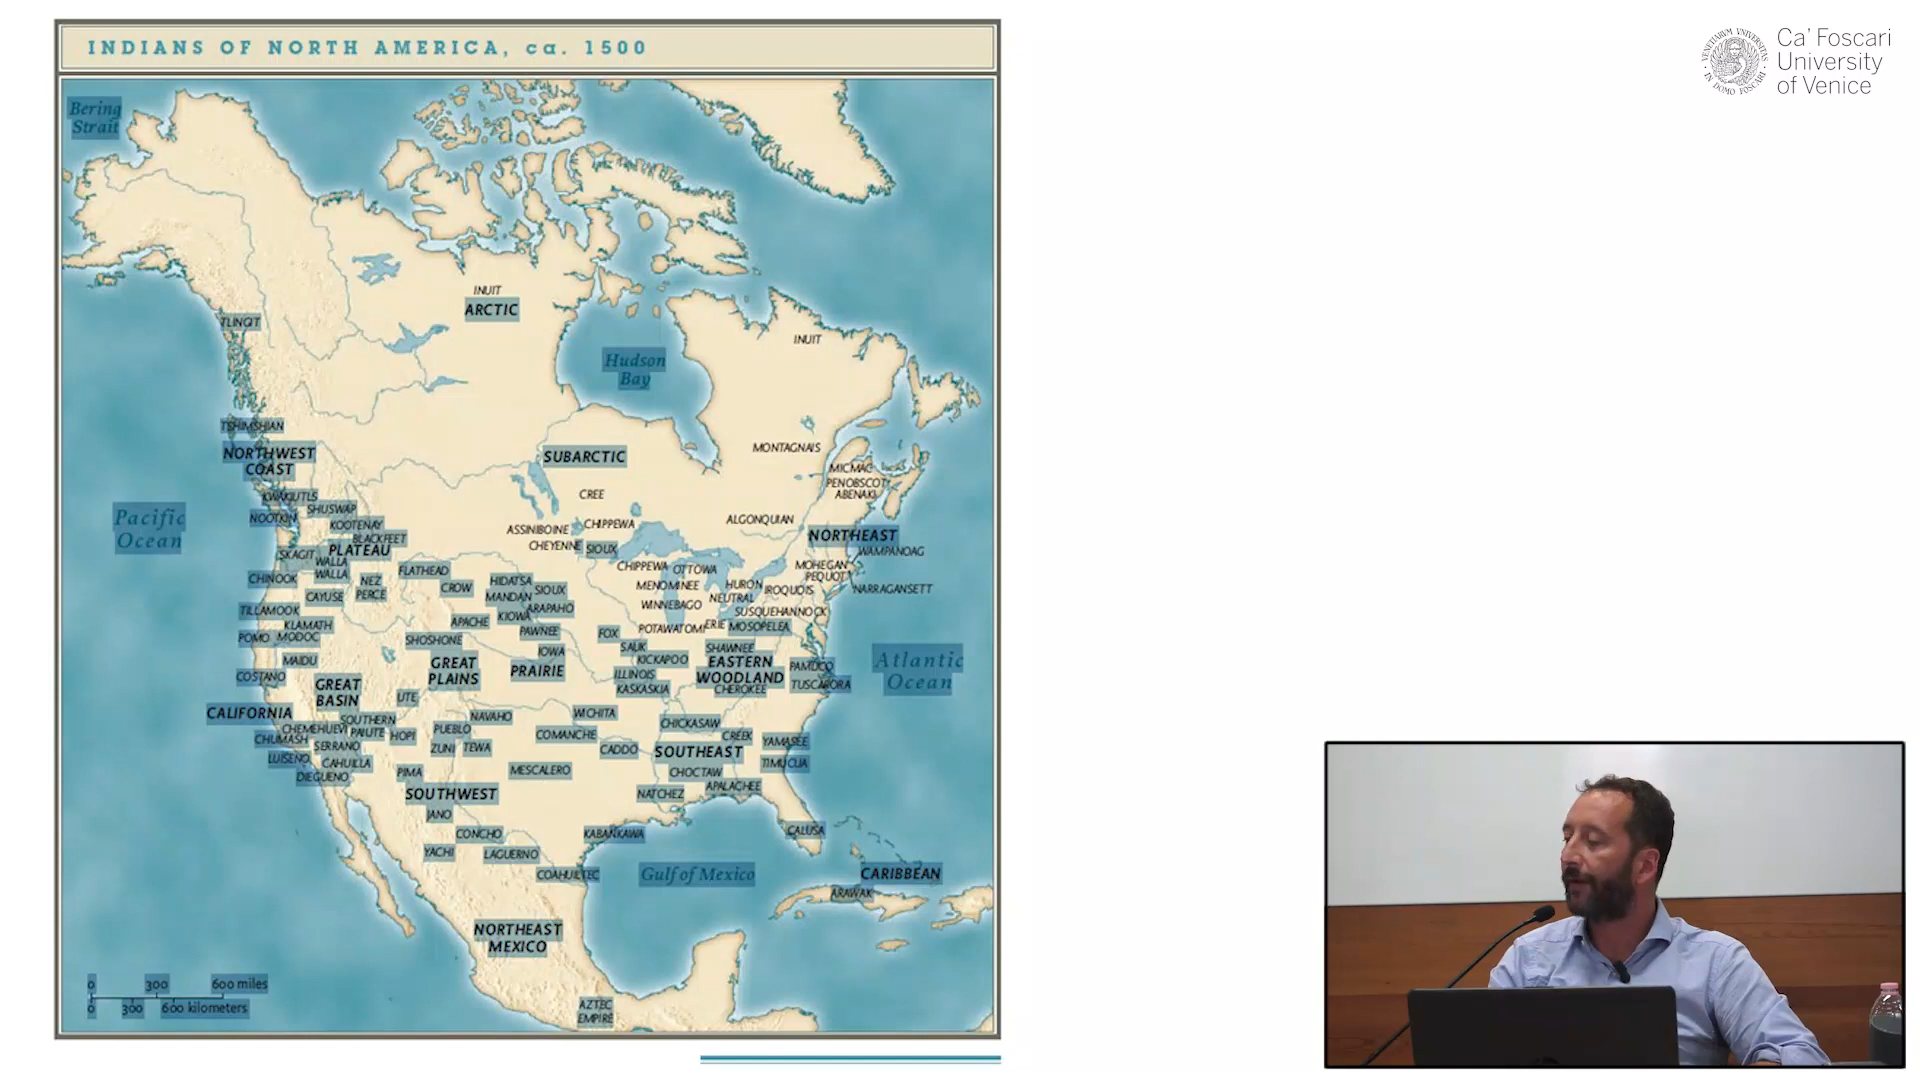 INDIANS OF NORTH AMERICA, ca. 1500
Ca' Foscari
University
of Venice
Bering
Strait
INUIT
ARCTIC
TLINGIT
INUIT
Hudson
Bay
TSHIMSHIAN
NORTHWEST
COAST
SUBARCTIC
MONTAGNAIS
MICMAC
PENOBSCOT
ABENAKI
KWAKIUTLS
CREE
SHUSWAP
NOOTKIN
KOOTENAY
Pacific
Ocean
ASSINIBOINE
CHIPPEWA
ALGONQUIAN
BLACKFEET
CHEYENNE
SIOUX
NORTHEAST
SKAGIT
PLATEAU
WAMPANOAG
WALLA
WALLA
FLATHEAD
CHIPPEWA
OTTOWA
MOHEGAN
PEQUOT
CHINOOK
NEZ
PERCE
CROW
HIDATSA
SIOUX
MENOMINEE
HURON
IROQUOIS
NARRAGANSETT
CAYUSE
MANDAN
ARAPAHO
WINNEBAGO
NEUTRAL
SUSQUEHANNOCK
TILLAMOOK
KLAMATH
APACHE
KIOWA
PAWNEE
POTAWATOMI
ERIE
MOSOPELEA
POMO
MODOC
SHOSHONE
FOX
IOWA
SAUK
SHAWNEE
MAIDU
GREAT
PLAINS
PRAIRIE
KICKAPOO
EASTERN
WOODLAND
PAMLICO
Atlantic
Ocean
COSTANO
GREAT
BASIN
UTE
ILLINOIS
KASKASKIA
CHEROKEE
TUSCARORA
CALIFORNIA
SOUTHERN
PAIUTE
NAVAHO
WICHITA
CHICKASAW
CHEMEHUEVI
HOPI
PUEBLO
COMANCHE
CREEK
YAMASEE
CHUMASH
SERRANO
ZUNI
TEWA
CADDO
SOUTHEAST
LUISENO
CAHUILLA
TIMUCUA
DIEGUENO
PIMA
MESCALERO
CHOCTAW
SOUTHWEST
NATCHEZ
APALACHEE
JANO
CONCHO
KABANKAWA
CALUSA
YACHI
LAGUERNO
COAHUILTEC
Gulf of Mexico
CARIBBEAN
ARAWAK
NORTHEAST
MEXICO
0 300 600 miles
0 300 600 kilometers
AZTEC
EMPIRE